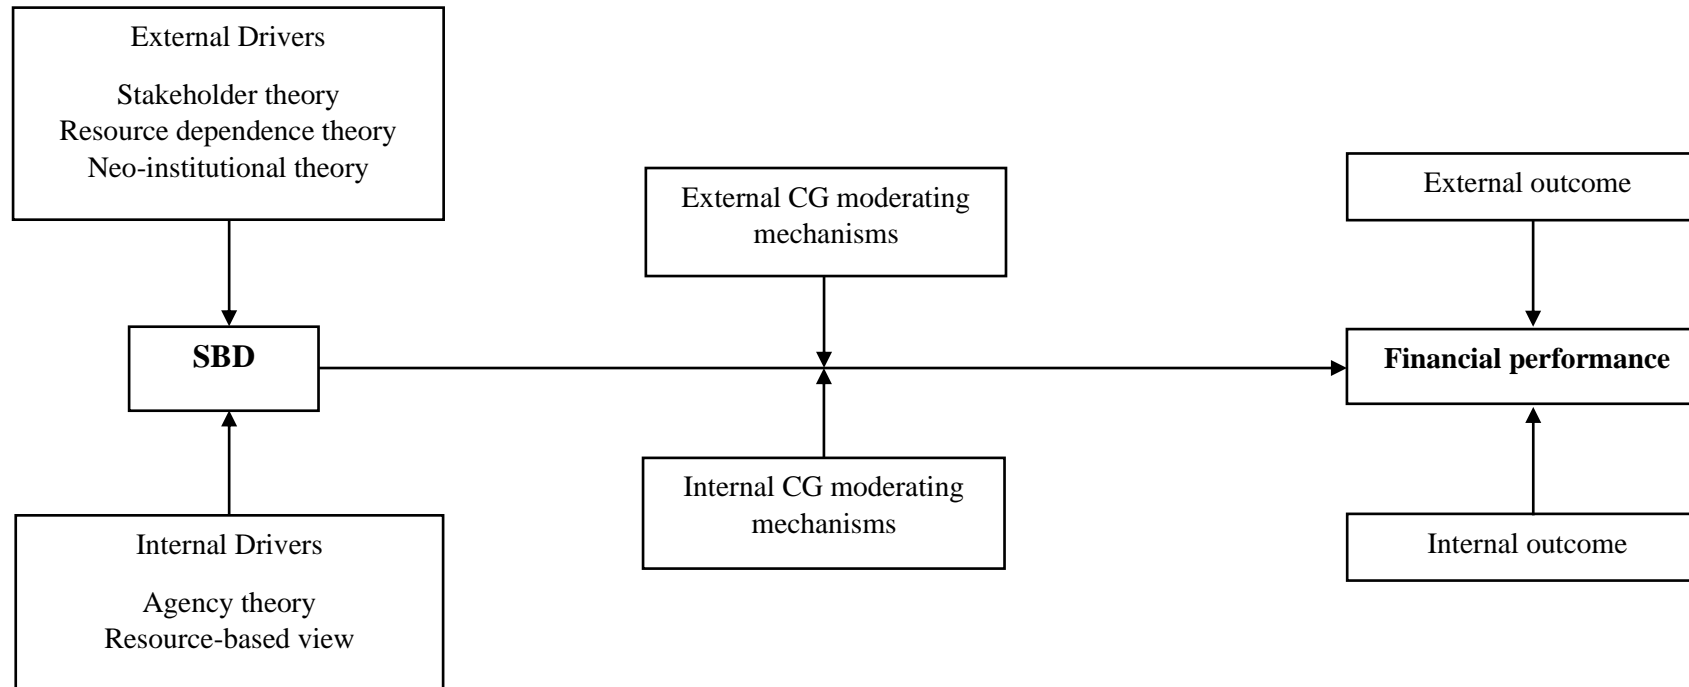 External Drivers
Stakeholder theory
Resource dependence theory
Neo-institutional theory
External CG moderating
mechanisms
External outcome
SBD
Financial performance
Internal CG moderating
mechanisms
Internal Drivers
Agency theory
Resource-based view
Internal outcome